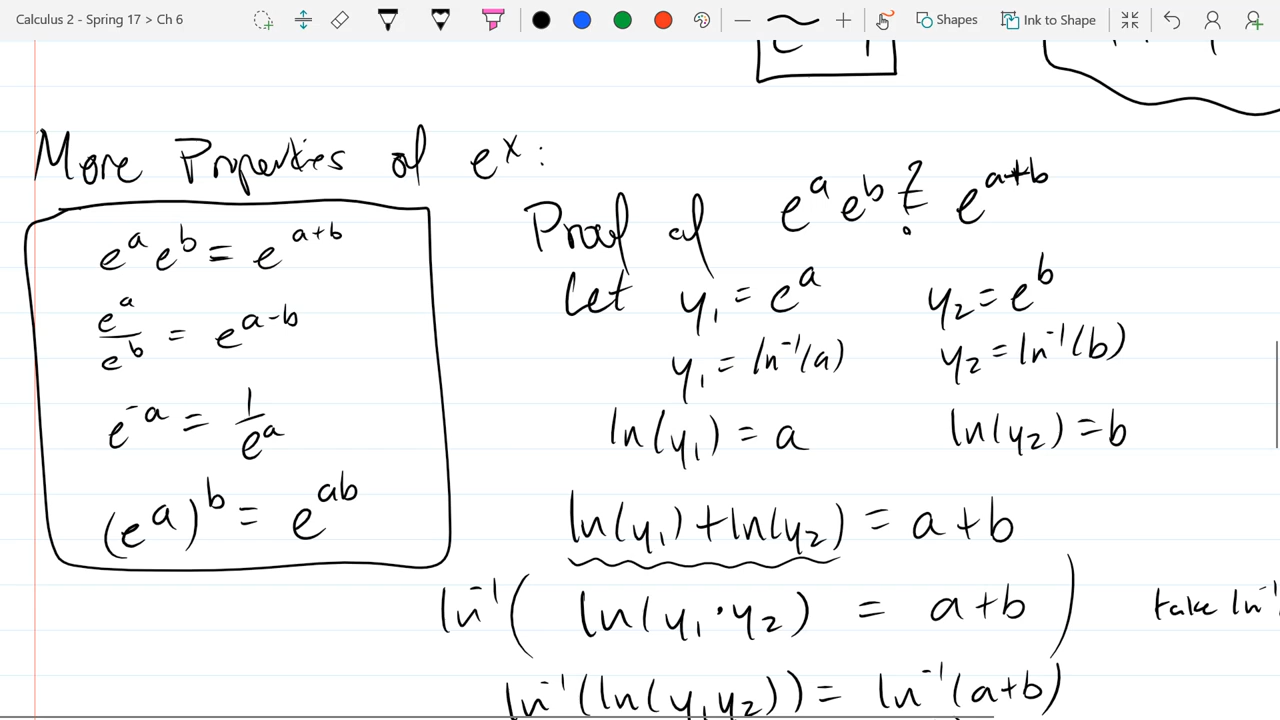 Calculus 2 - Spring 17 > Ch 6
Shapes
Ink to Shape
More Properties of e^x:
e^a e^b = e^(a+b)
e^a / e^b = e^(a-b)
e^-a = 1/e^a
(e^a)^b = e^ab
Proof of e^a e^b ≟ e^(a+b)
Let y₁ = e^a y₂ = e^b
y₁ = ln⁻¹(a) y₂ = ln⁻¹(b)
ln(y₁) = a ln(y₂) = b
ln(y₁) + ln(y₂) = a + b
ln⁻¹( ln(y₁ · y₂) = a + b ) take ln⁻¹
ln⁻¹(ln(y₁y₂)) = ln⁻¹(a+b)